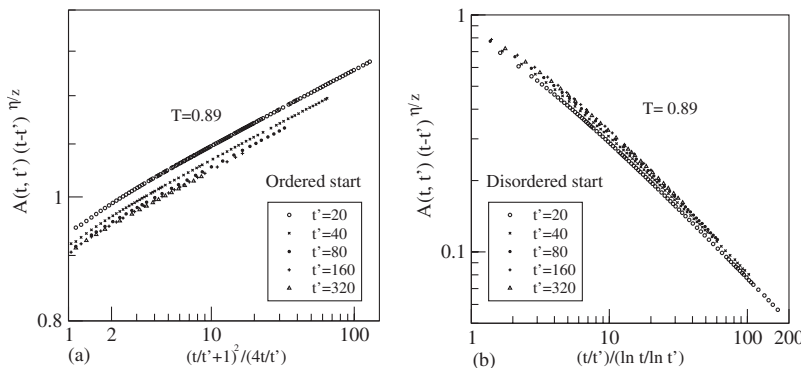 A(t, t') (t-t') η/z
1
0.8
T=0.89
Ordered start
t'=20
t'=40
t'=80
t'=160
t'=320
1 2 10 100
(a) (t/t'+1)²/(4t/t')
A(t, t') (t-t') η/z
1
0.1
T= 0.89
Disordered start
t'=20
t'=40
t'=80
t'=160
t'=320
1 10 100 200
(b) (t/t')/(ln t/ln t')